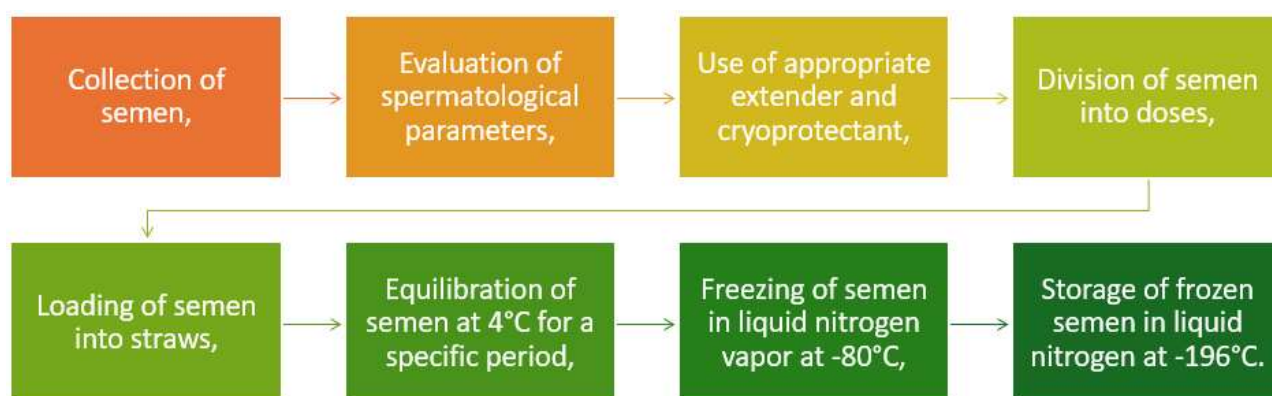 Collection of
semen,
Evaluation of
spermatological
parameters,
Use of appropriate
extender and
cryoprotectant,
Division of semen
into doses,
Loading of semen
into straws,
Equilibration of
semen at 4°C for a
specific period,
Freezing of semen
in liquid nitrogen
vapor at -80°C,
Storage of frozen
semen in liquid
nitrogen at -196°C.